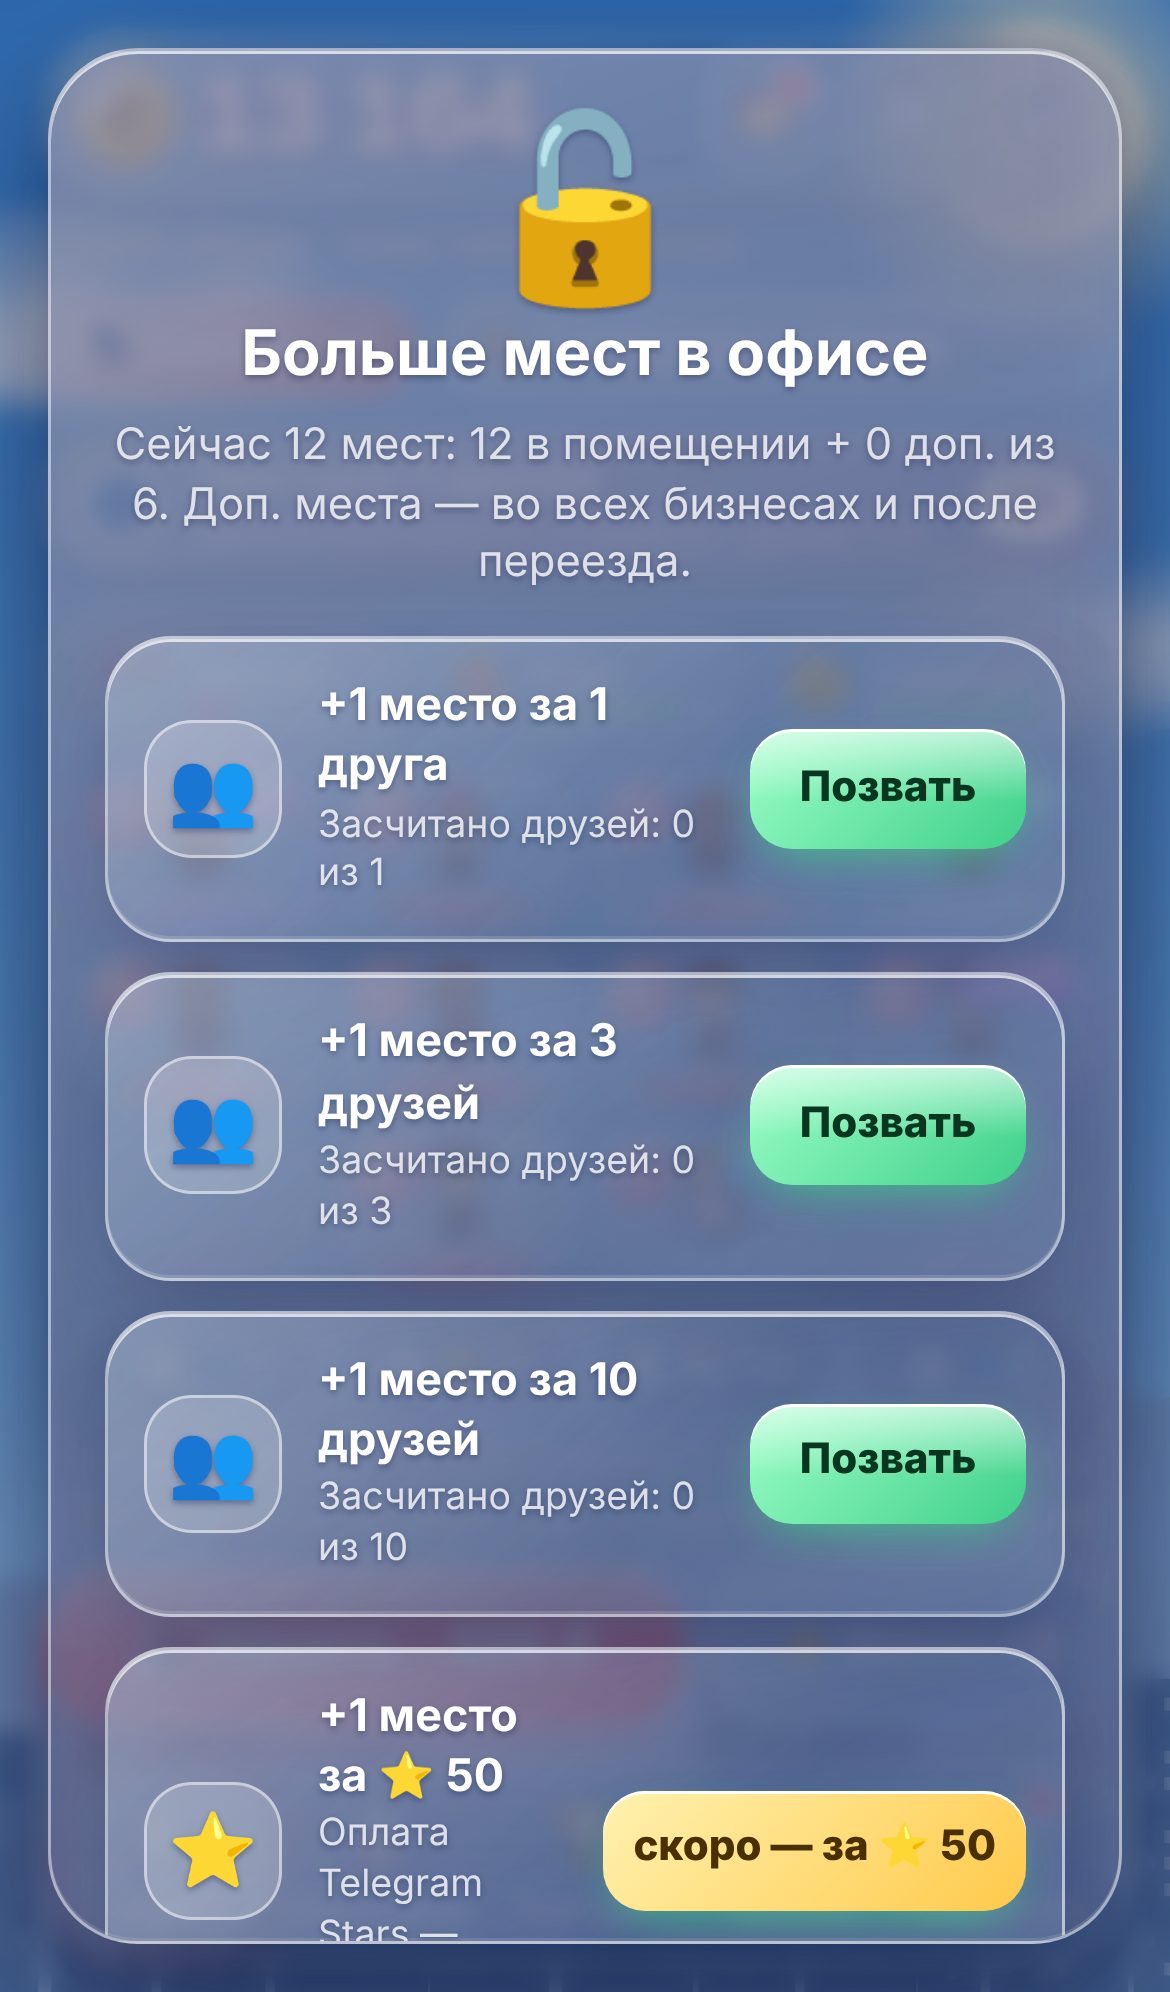 13 164
Больше мест в офисе
Сейчас 12 мест: 12 в помещении + 0 доп. из
6. Доп. места — во всех бизнесах и после
переезда.
+1 место за 1
друга
Засчитано друзей: 0
из 1
Позвать
+1 место за 3
друзей
Засчитано друзей: 0
из 3
Позвать
+1 место за 10
друзей
Засчитано друзей: 0
из 10
Позвать
+1 место
за ⭐ 50
Оплата
Telegram
Stars —
скоро — за ⭐ 50